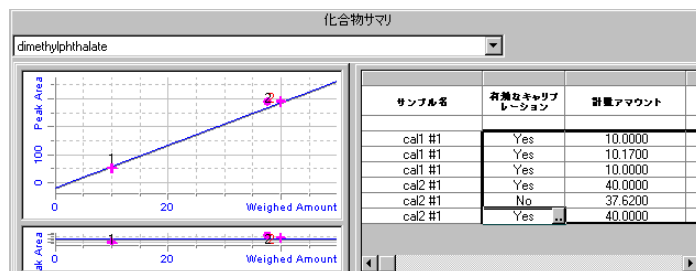 化合物サマリ
dimethylphthalate
Peak Area
100
0
1
2
0
20
Weighed Amount
Peak Area
1
2
0
20
Weighed Amount
サンプル名 有効なキャリブレーション 計量アマウント
cal1 #1 Yes 10.0000
cal1 #1 Yes 10.1700
cal1 #1 Yes 10.0000
cal2 #1 Yes 40.0000
cal2 #1 No 37.6200
cal2 #1 Yes .. 40.0000